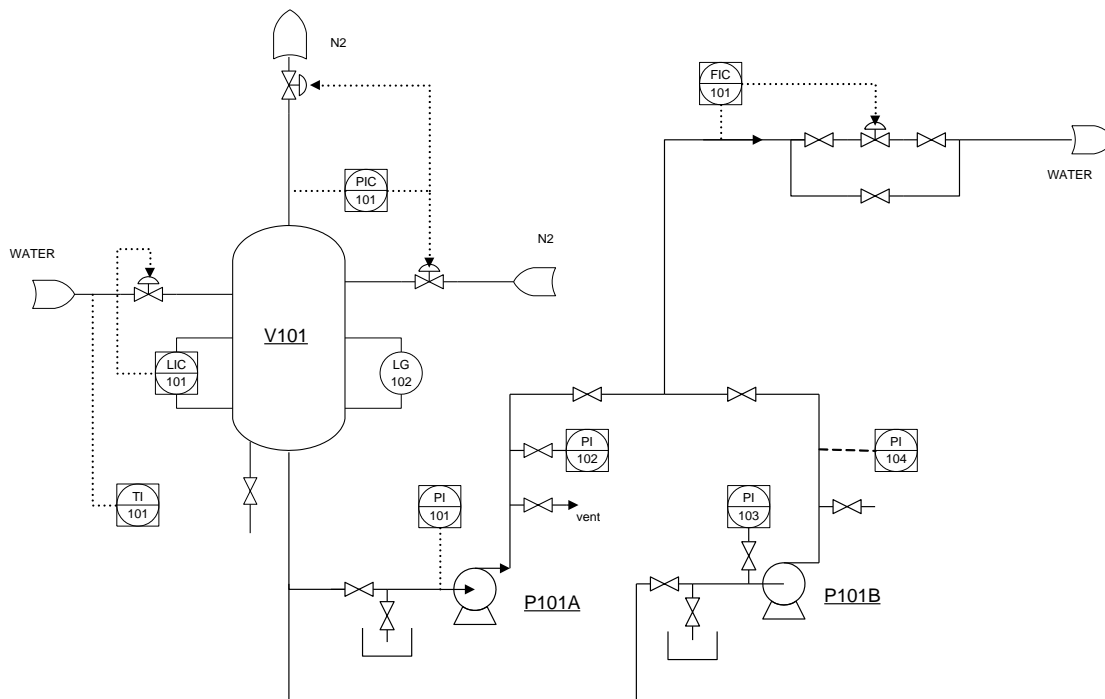 N2
FIC
101
WATER
PIC
101
WATER
N2
V101
LIC
101
LG
102
PI
102
PI
104
TI
101
PI
101
vent
PI
103
P101A
P101B